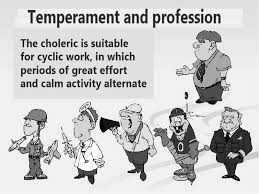 Temperament and profession
The choleric is suitable
for cyclic work, in which
periods of great effort
and calm activity alternate